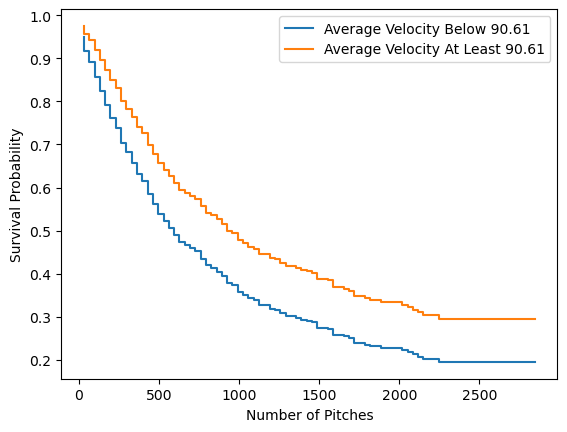 Average Velocity Below 90.61
Average Velocity At Least 90.61
Survival Probability
1.0
0.9
0.8
0.7
0.6
0.5
0.4
0.3
0.2
0 500 1000 1500 2000 2500
Number of Pitches